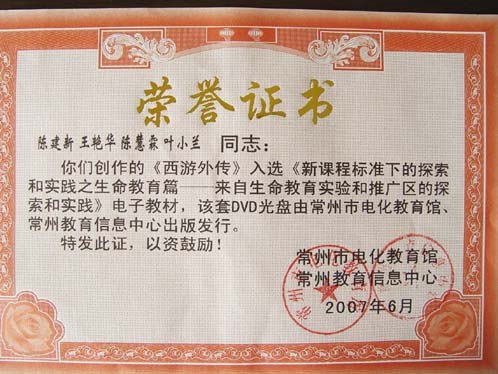 荣誉证书
陈建新 王艳华 陈慧霖 叶小兰 同志：
你们创作的《西游外传》入选《新课程标准下的探索
和实践之生命教育篇——来自生命教育实验和推广区的探
索和实践》电子教材，该套DVD光盘由常州市电化教育馆、
常州教育信息中心出版发行。
特发此证，以资鼓励！
常州市电化教育馆
常州教育信息中心
2007年6月